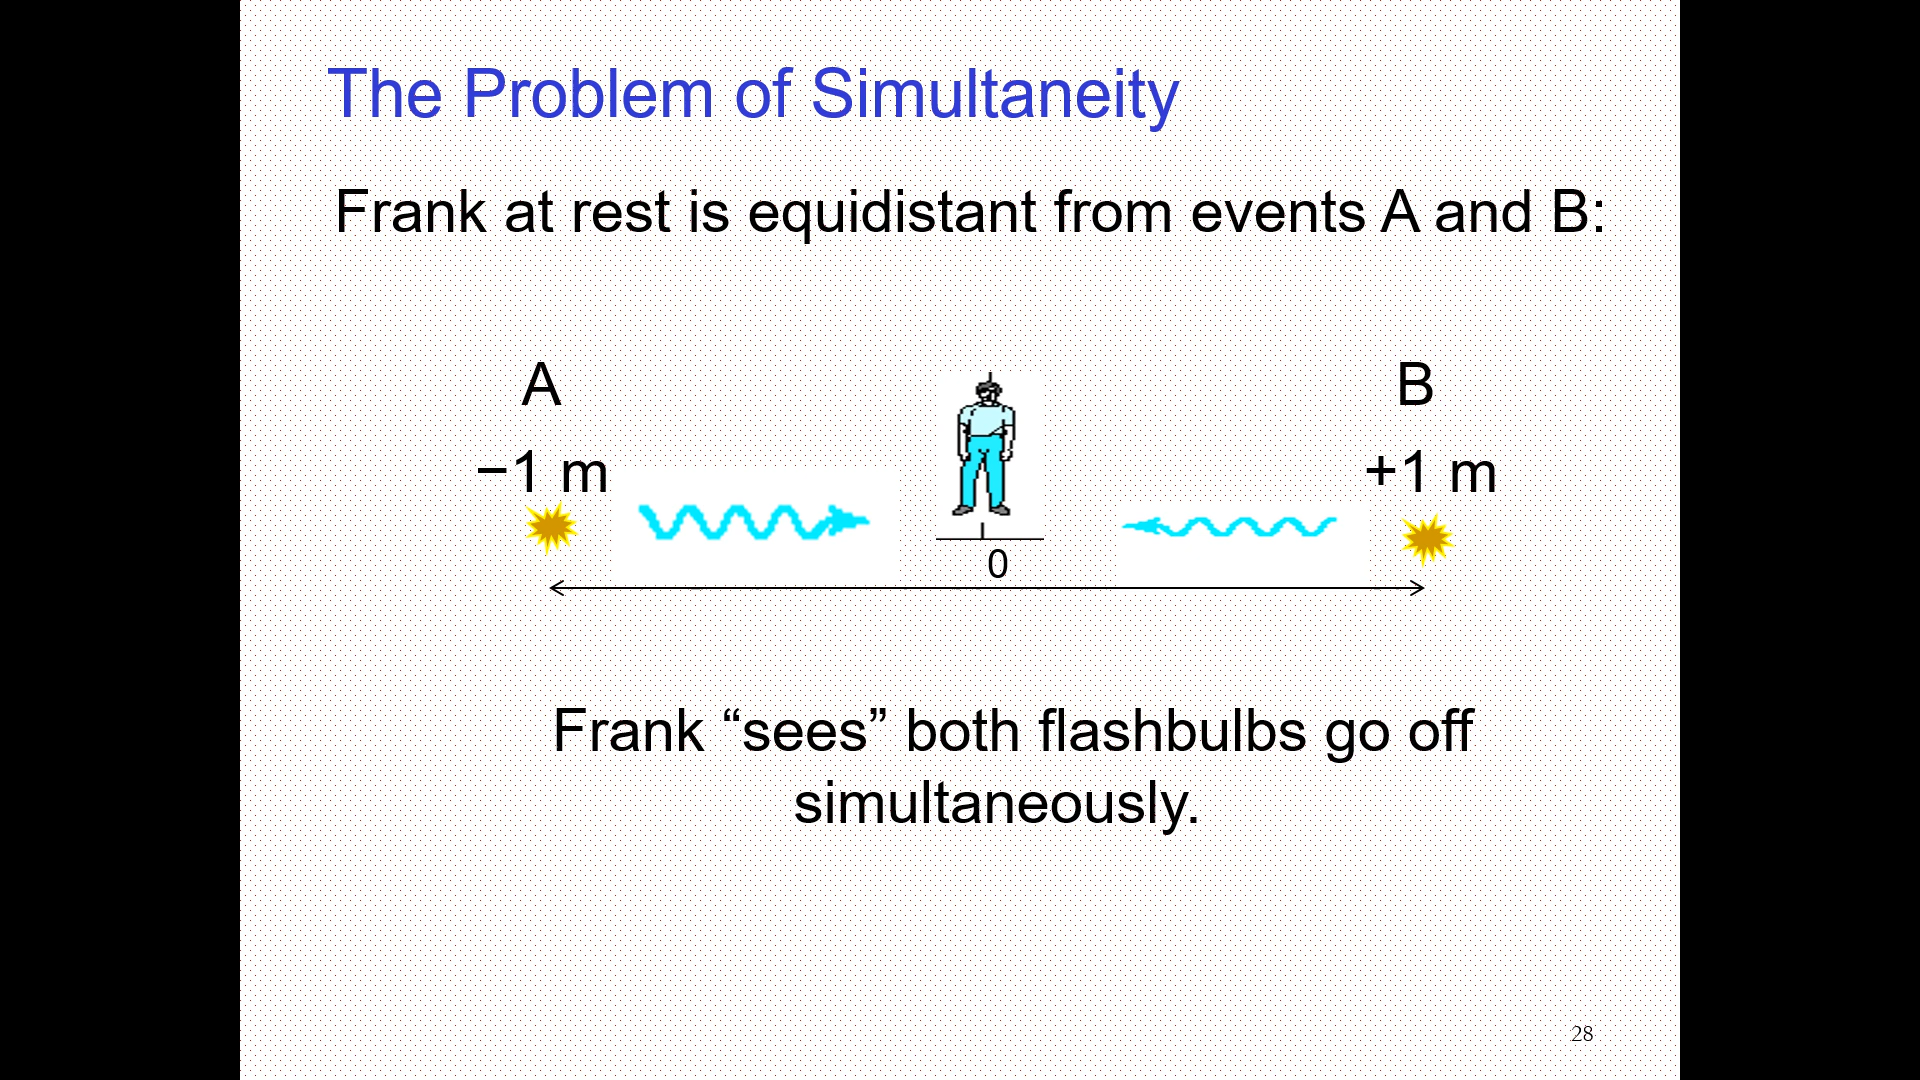 The Problem of Simultaneity
Frank at rest is equidistant from events A and B:
A
B
−1 m
+1 m
0
Frank “sees” both flashbulbs go off
simultaneously.
28